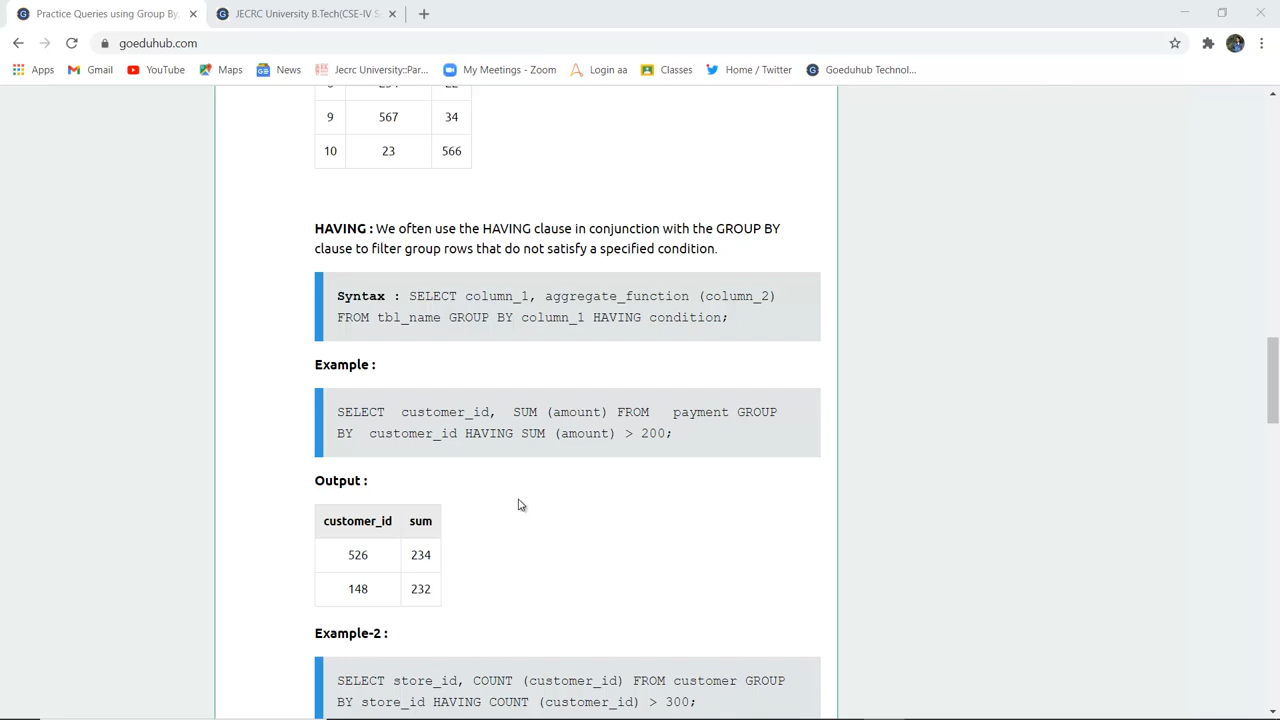 Practice Queries using Group By,
JECRC University B.Tech(CSE-IV S
goeduhub.com
Apps
Gmail
YouTube
Maps
News
Jecrc University::Par...
My Meetings - Zoom
Login aa
Classes
Home / Twitter
Goeduhub Technol...
9 567 34
10 23 566
HAVING : We often use the HAVING clause in conjunction with the GROUP BY
clause to filter group rows that do not satisfy a specified condition.
Syntax : SELECT column_1, aggregate_function (column_2)
FROM tbl_name GROUP BY column_1 HAVING condition;
Example :
SELECT customer_id, SUM (amount) FROM payment GROUP
BY customer_id HAVING SUM (amount) > 200;
Output :
customer_id sum
526 234
148 232
Example-2 :
SELECT store_id, COUNT (customer_id) FROM customer GROUP
BY store_id HAVING COUNT (customer_id) > 300;